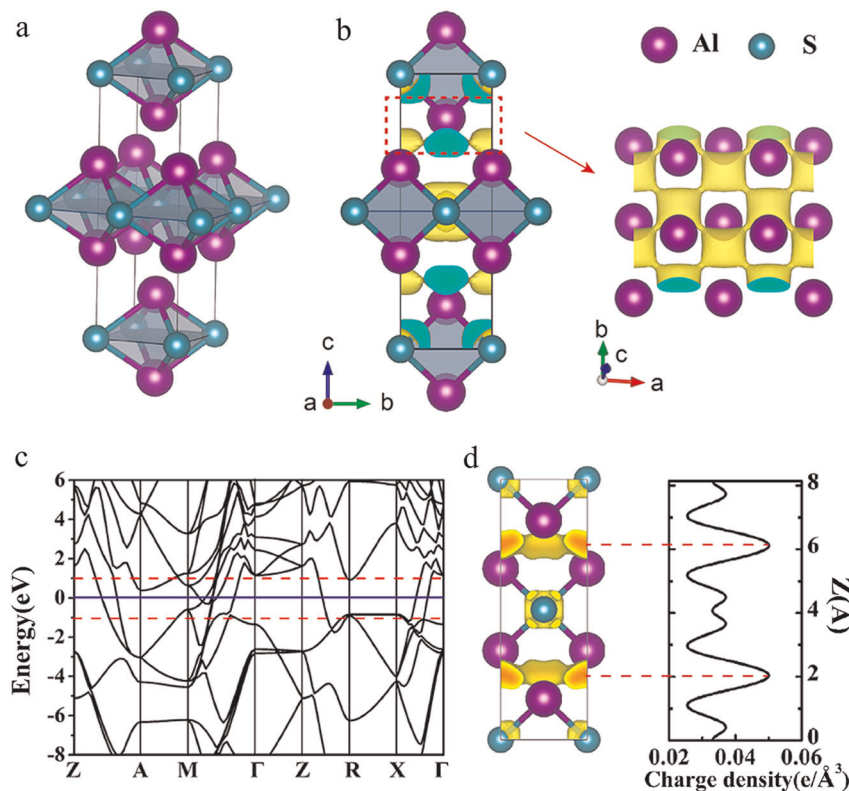 a
b
Al
S
c
a
b
b
c
a
c
Energy(eV)
6
4
2
0
-2
-4
-6
-8
Z A M Γ Z R X Γ
d
8
6
4
2
0
Z(A)
0.02 0.04 0.06
Charge density(e/Å³)